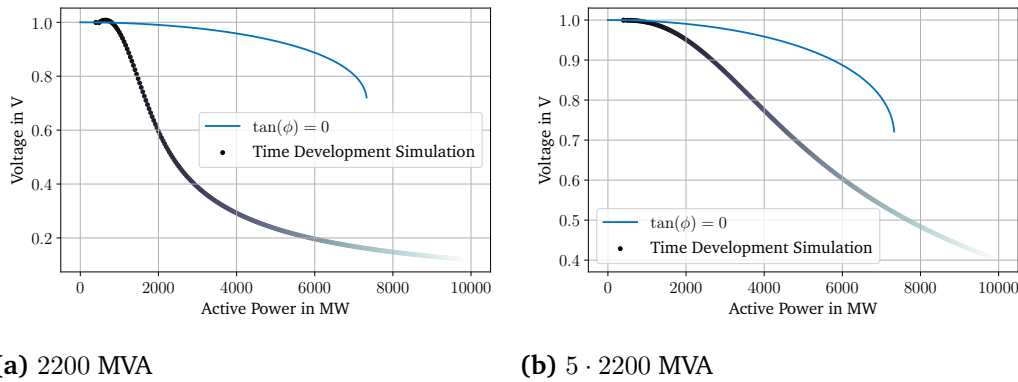 1.0
0.8
0.6
0.4
0.2
Voltage in V
tan(ϕ) = 0
Time Development Simulation
0 2000 4000 6000 8000 10000
Active Power in MW
(a) 2200 MVA
1.0
0.9
0.8
0.7
0.6
0.5
0.4
Voltage in V
tan(ϕ) = 0
Time Development Simulation
0 2000 4000 6000 8000 10000
Active Power in MW
(b) 5 · 2200 MVA